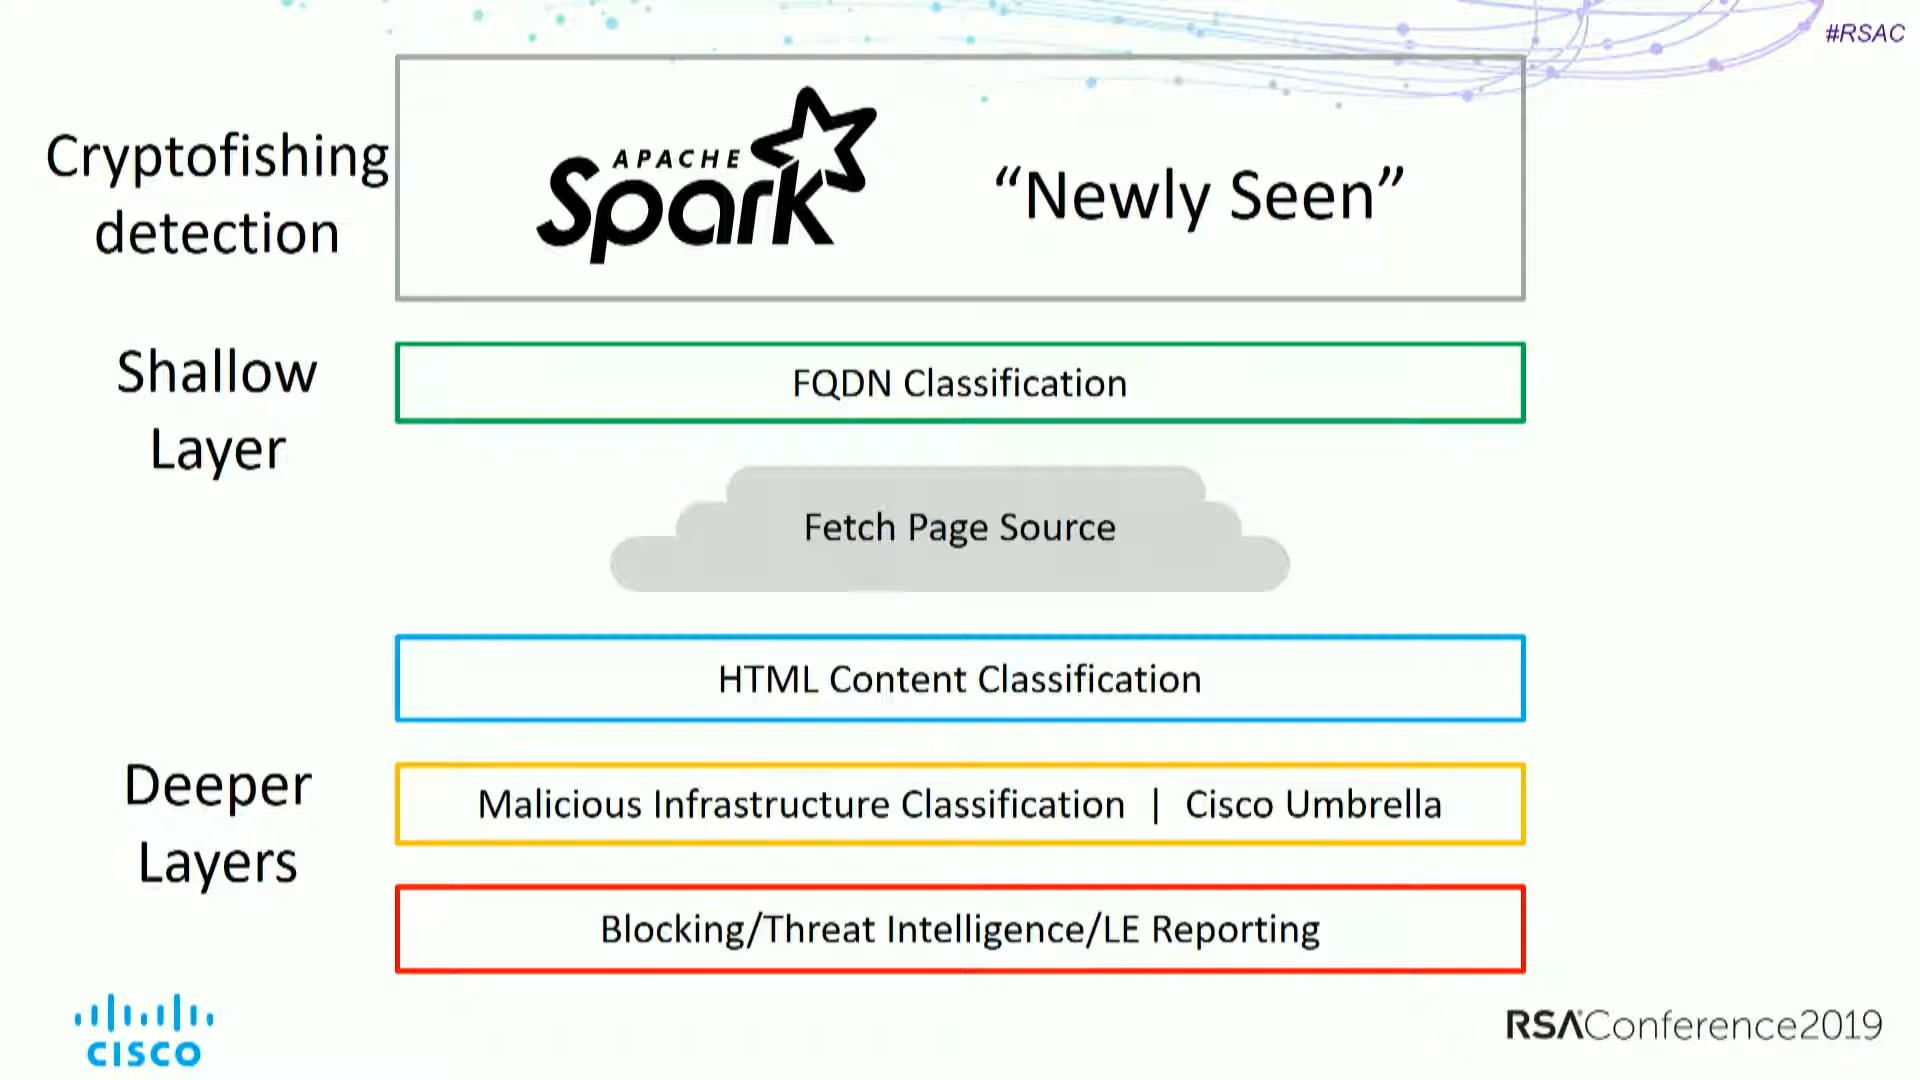 #RSAC
Cryptofishing
detection
APACHE
Spark
“Newly Seen”
Shallow
Layer
FQDN Classification
Fetch Page Source
HTML Content Classification
Deeper
Layers
Malicious Infrastructure Classification | Cisco Umbrella
Blocking/Threat Intelligence/LE Reporting
CISCO
RSAConference2019